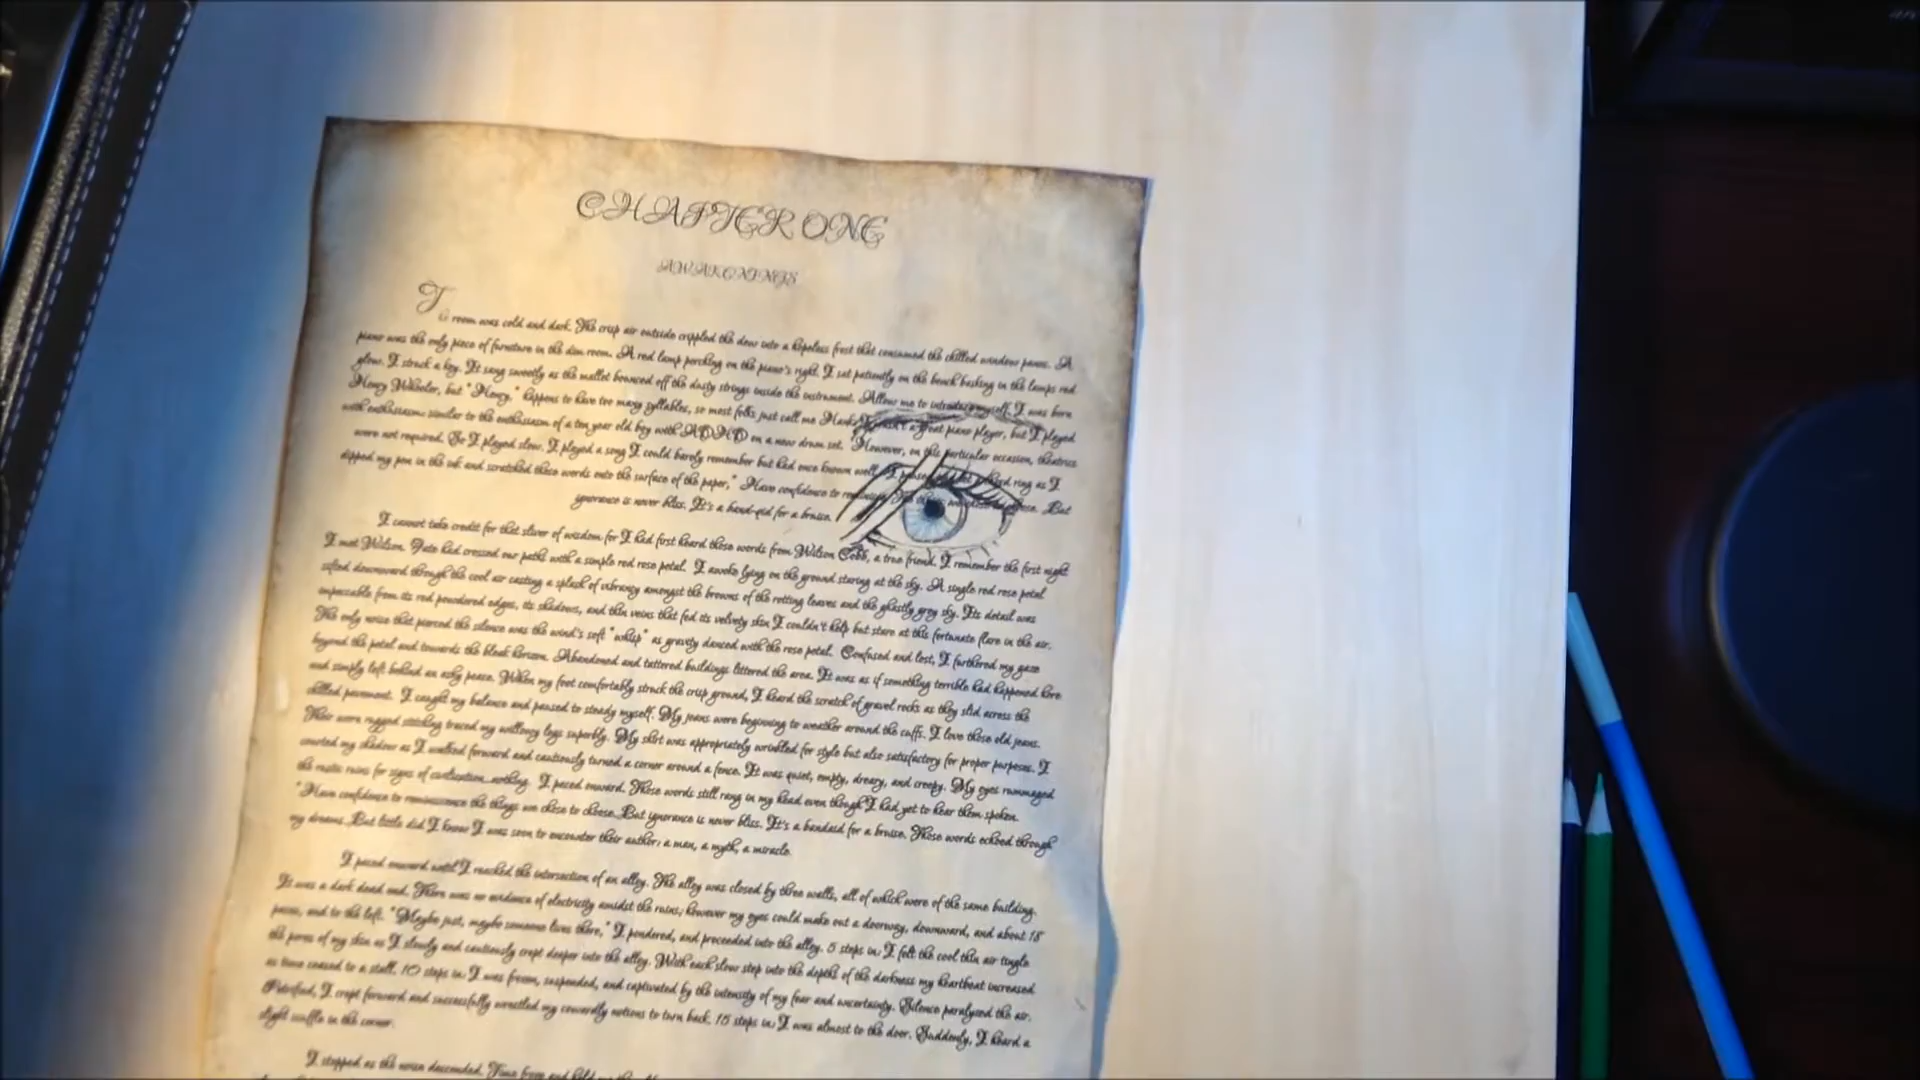 CHAPTER ONE
AWAKENINGS
The room was cold and dark. The crisp air outside crippled the dew into a hopeless frost that consumed the chilled window panes. A
piano was the only piece of furniture in the dim room. A red lamp perching on the piano's right. I sat patiently on the bench basking in the lamps red
glow. I struck a key. It sang sweetly as the mallet bounced off the dusty strings inside the instrument. Allow me to introduce myself. I was born
Henry Wheeler, but "Henry," happens to have too many syllables, so most folks just call me Hank. I wasn't a great piano player, but I played
with enthusiasm: similar to the enthusiasm of a ten year old boy with ADHD on a new drum set. However, on this particular occasion, theatrics
were not required. So I played slow. I played a song I could barely remember but had once known well. I ring as I
dipped my pen in the ink and scratched these words onto the surface of the paper," Have confidence to But
ignorance is never bliss. It's a band-aid for a bruise.
I cannot take credit for that sliver of wisdom for I had first heard those words from Wilson Cobb, a true friend. I remember the first night
I met Wilson. Fate had crossed our paths with a simple red rose petal. I awoke lying on the ground staring at the sky. A single red rose petal
sifted downward through the cool air casting a splash of vibrancy amongst the browns of the rotting leaves and the ghastly grey sky. Its detail was
impeccable from its red powdered edges, its shadows, and thin veins that fed its velvety skin I couldn't help but stare at this fortunate flare in the air.
The only noise that pierced the silence was the wind's soft "whisp" as gravity danced with the rose petal. Confused and lost, I furthered my gaze
beyond the petal and towards the bleak horizon. Abandoned and tattered buildings littered the area. It was as if something terrible had happened here
and simply left behind an ashy peace. When my foot comfortably struck the crisp ground, I heard the scratch of gravel rocks as they slid across the
chilled pavement. I caught my balance and paused to steady myself. My jeans were beginning to weather around the cuffs. I love those old jeans.
Their worn rugged stitching traced my willowy legs superbly. My shirt was appropriately wrinkled for style but also satisfactory for proper purposes. I
courted my shadow as I walked forward and cautiously turned a corner around a fence. It was quiet, empty, dreary, and creepy. My eyes rummaged
the rustic ruins for signs of civilization...nothing. I paced onward. Those words still rang in my head even though I had yet to hear them spoken.
"Have confidence to reminiscence the things we chose to choose. But ignorance is never bliss. It's a bandaid for a bruise. Those words echoed through
my dreams. But little did I know I was soon to encounter their author: a man, a myth, a miracle.
I paced onward until I reached the intersection of an alley. The alley was closed by three walls, all of which were of the same building.
It was a dark dead end. There was no evidence of electricity amidst the ruins; however my eyes could make out a doorway, downward, and about 18
paces, and to the left. "Maybe just, maybe someone lives there," I pondered, and proceeded into the alley. 5 steps in: I felt the cool thin air tingle
the pores of my skin as I slowly and cautiously crept deeper into the alley. With each slow step into the depths of the darkness my heartbeat increased
as time ceased to a stall. 10 steps in: I was frozen, suspended, and captivated by the intensity of my fear and uncertainty. Silence paralyzed the air.
Petrified, I crept forward and successfully wrestled my cowardly notions to turn back. 15 steps in: I was almost to the door. Suddenly, I heard a
slight scuffle in the corner.
I stopped as the noise descended. Time froze and held